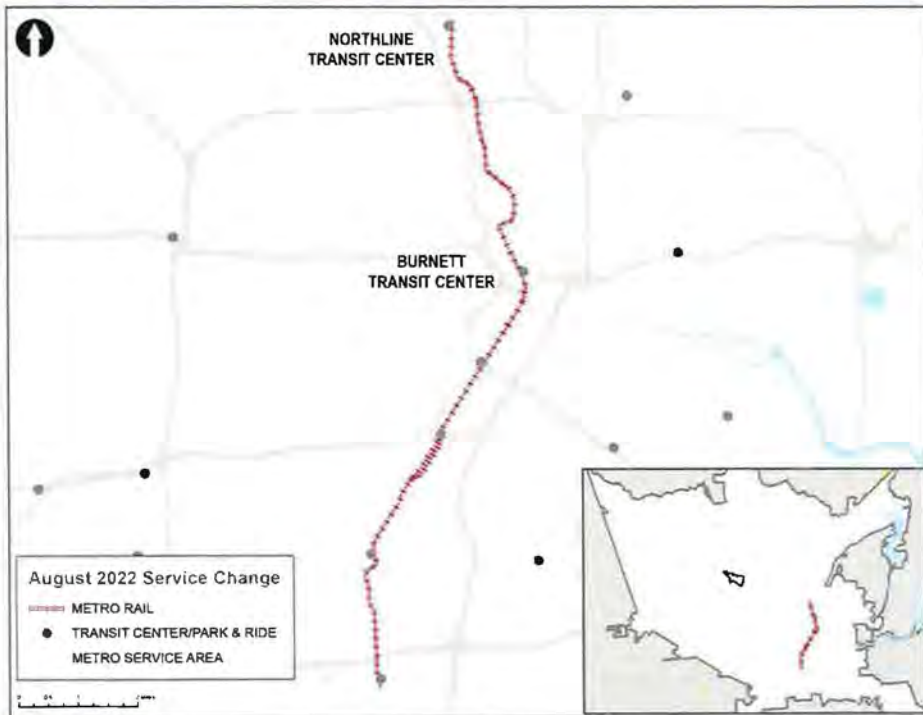 NORTHLINE
TRANSIT CENTER
BURNETT
TRANSIT CENTER
August 2022 Service Change
METRO RAIL
TRANSIT CENTER/PARK & RIDE
METRO SERVICE AREA